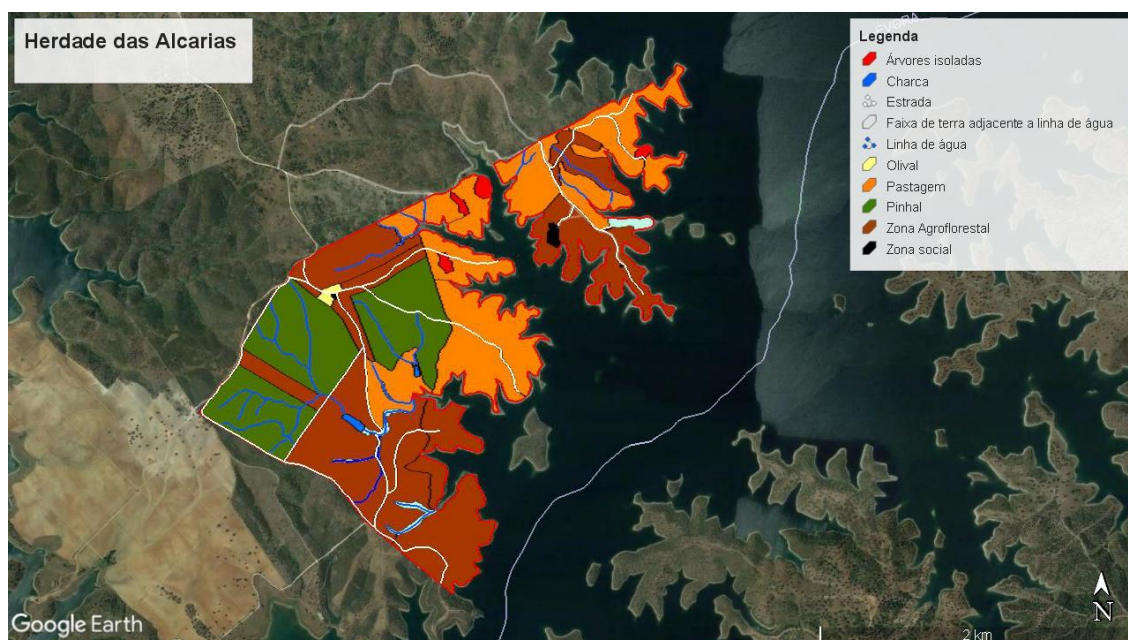 Herdade das Alcarias
ÉVORA
Legenda
Árvores isoladas
Charca
Estrada
Faixa de terra adjacente a linha de água
Linha de água
Olival
Pastagem
Pinhal
Zona Agroflorestal
Zona social
Google Earth
N
2 km